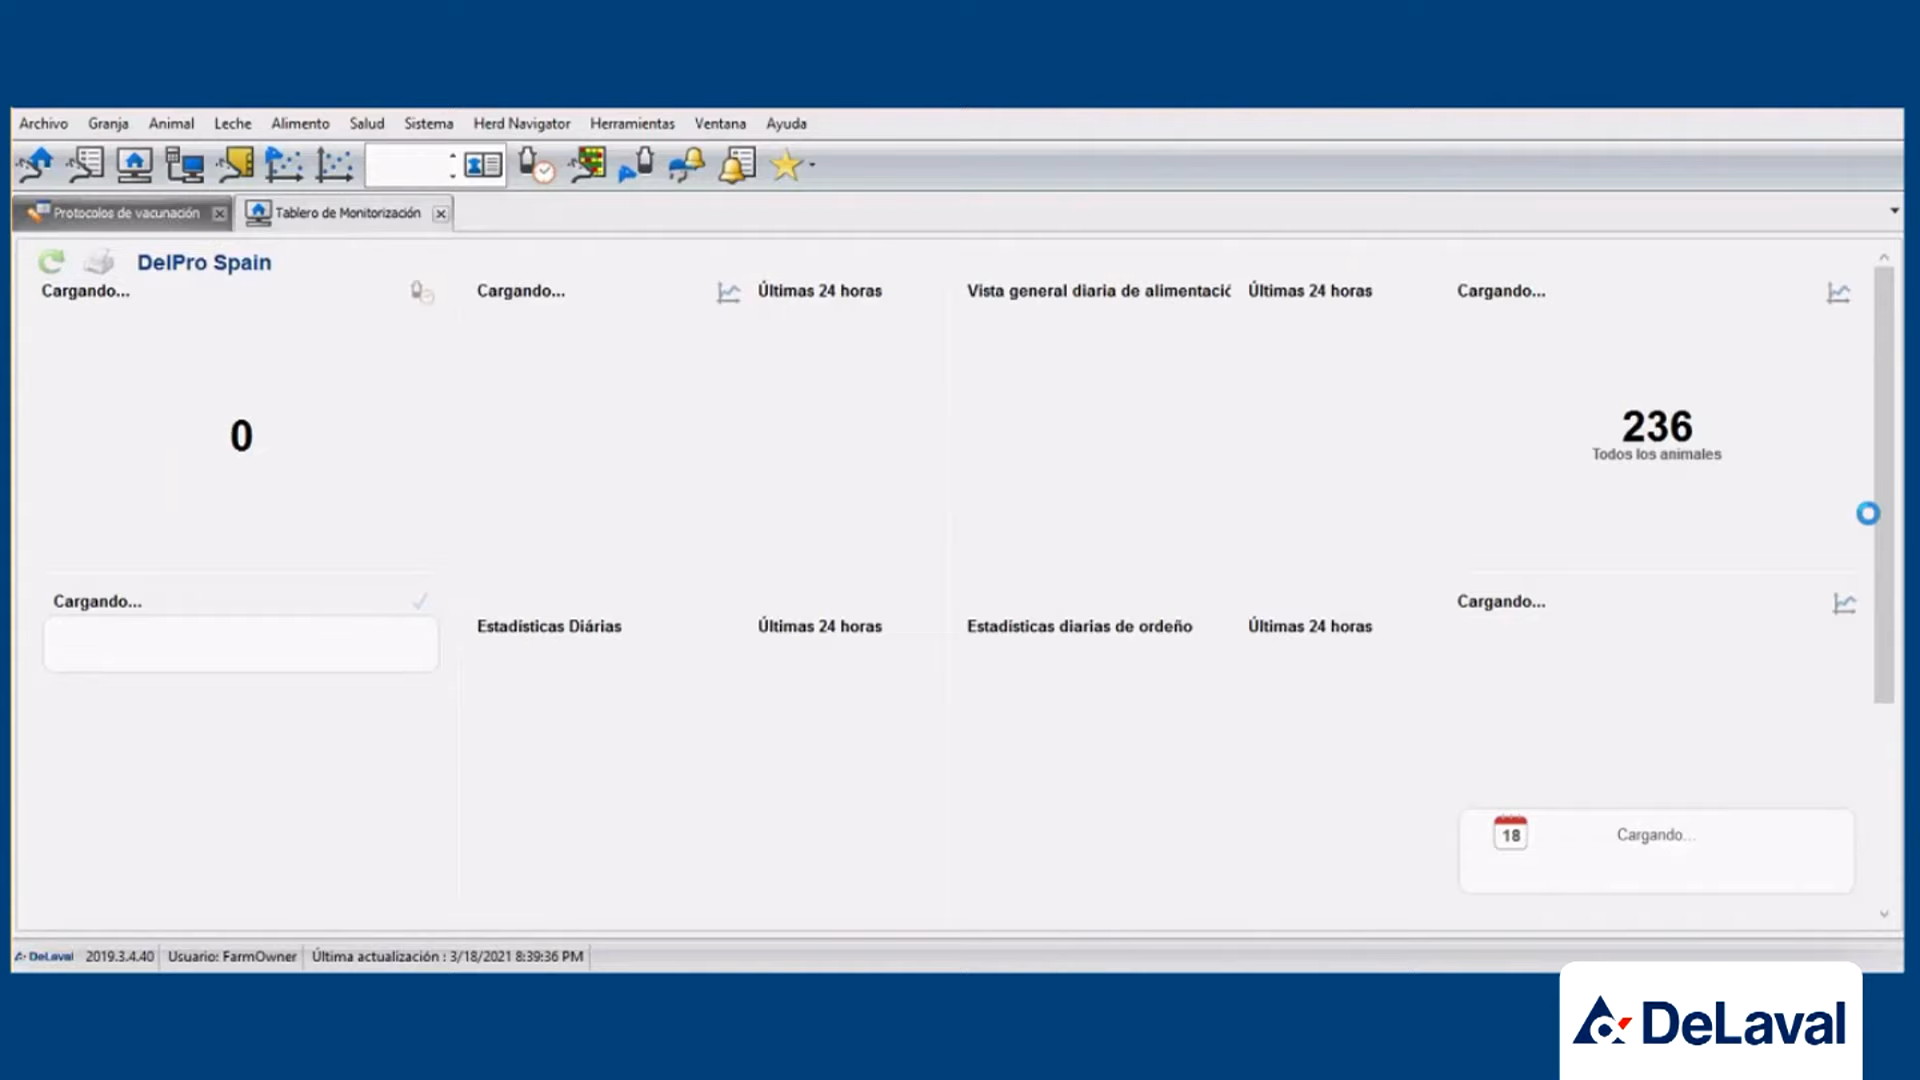 Archivo Granja Animal Leche Alimento Salud Sistema Herd Navigator Herramientas Ventana Ayuda
Protocolos de vacunación Tablero de Monitorización
DelPro Spain
Cargando... Cargando... Últimas 24 horas Vista general diaria de alimentació Últimas 24 horas Cargando...
0
236
Todos los animales
Cargando... Cargando...
Estadísticas Diárias Últimas 24 horas Estadísticas diarias de ordeño Últimas 24 horas
18 Cargando...
DeLaval 2019.3.4.40 Usuario: FarmOwner Última actualización : 3/18/2021 8:39:36 PM
DeLaval